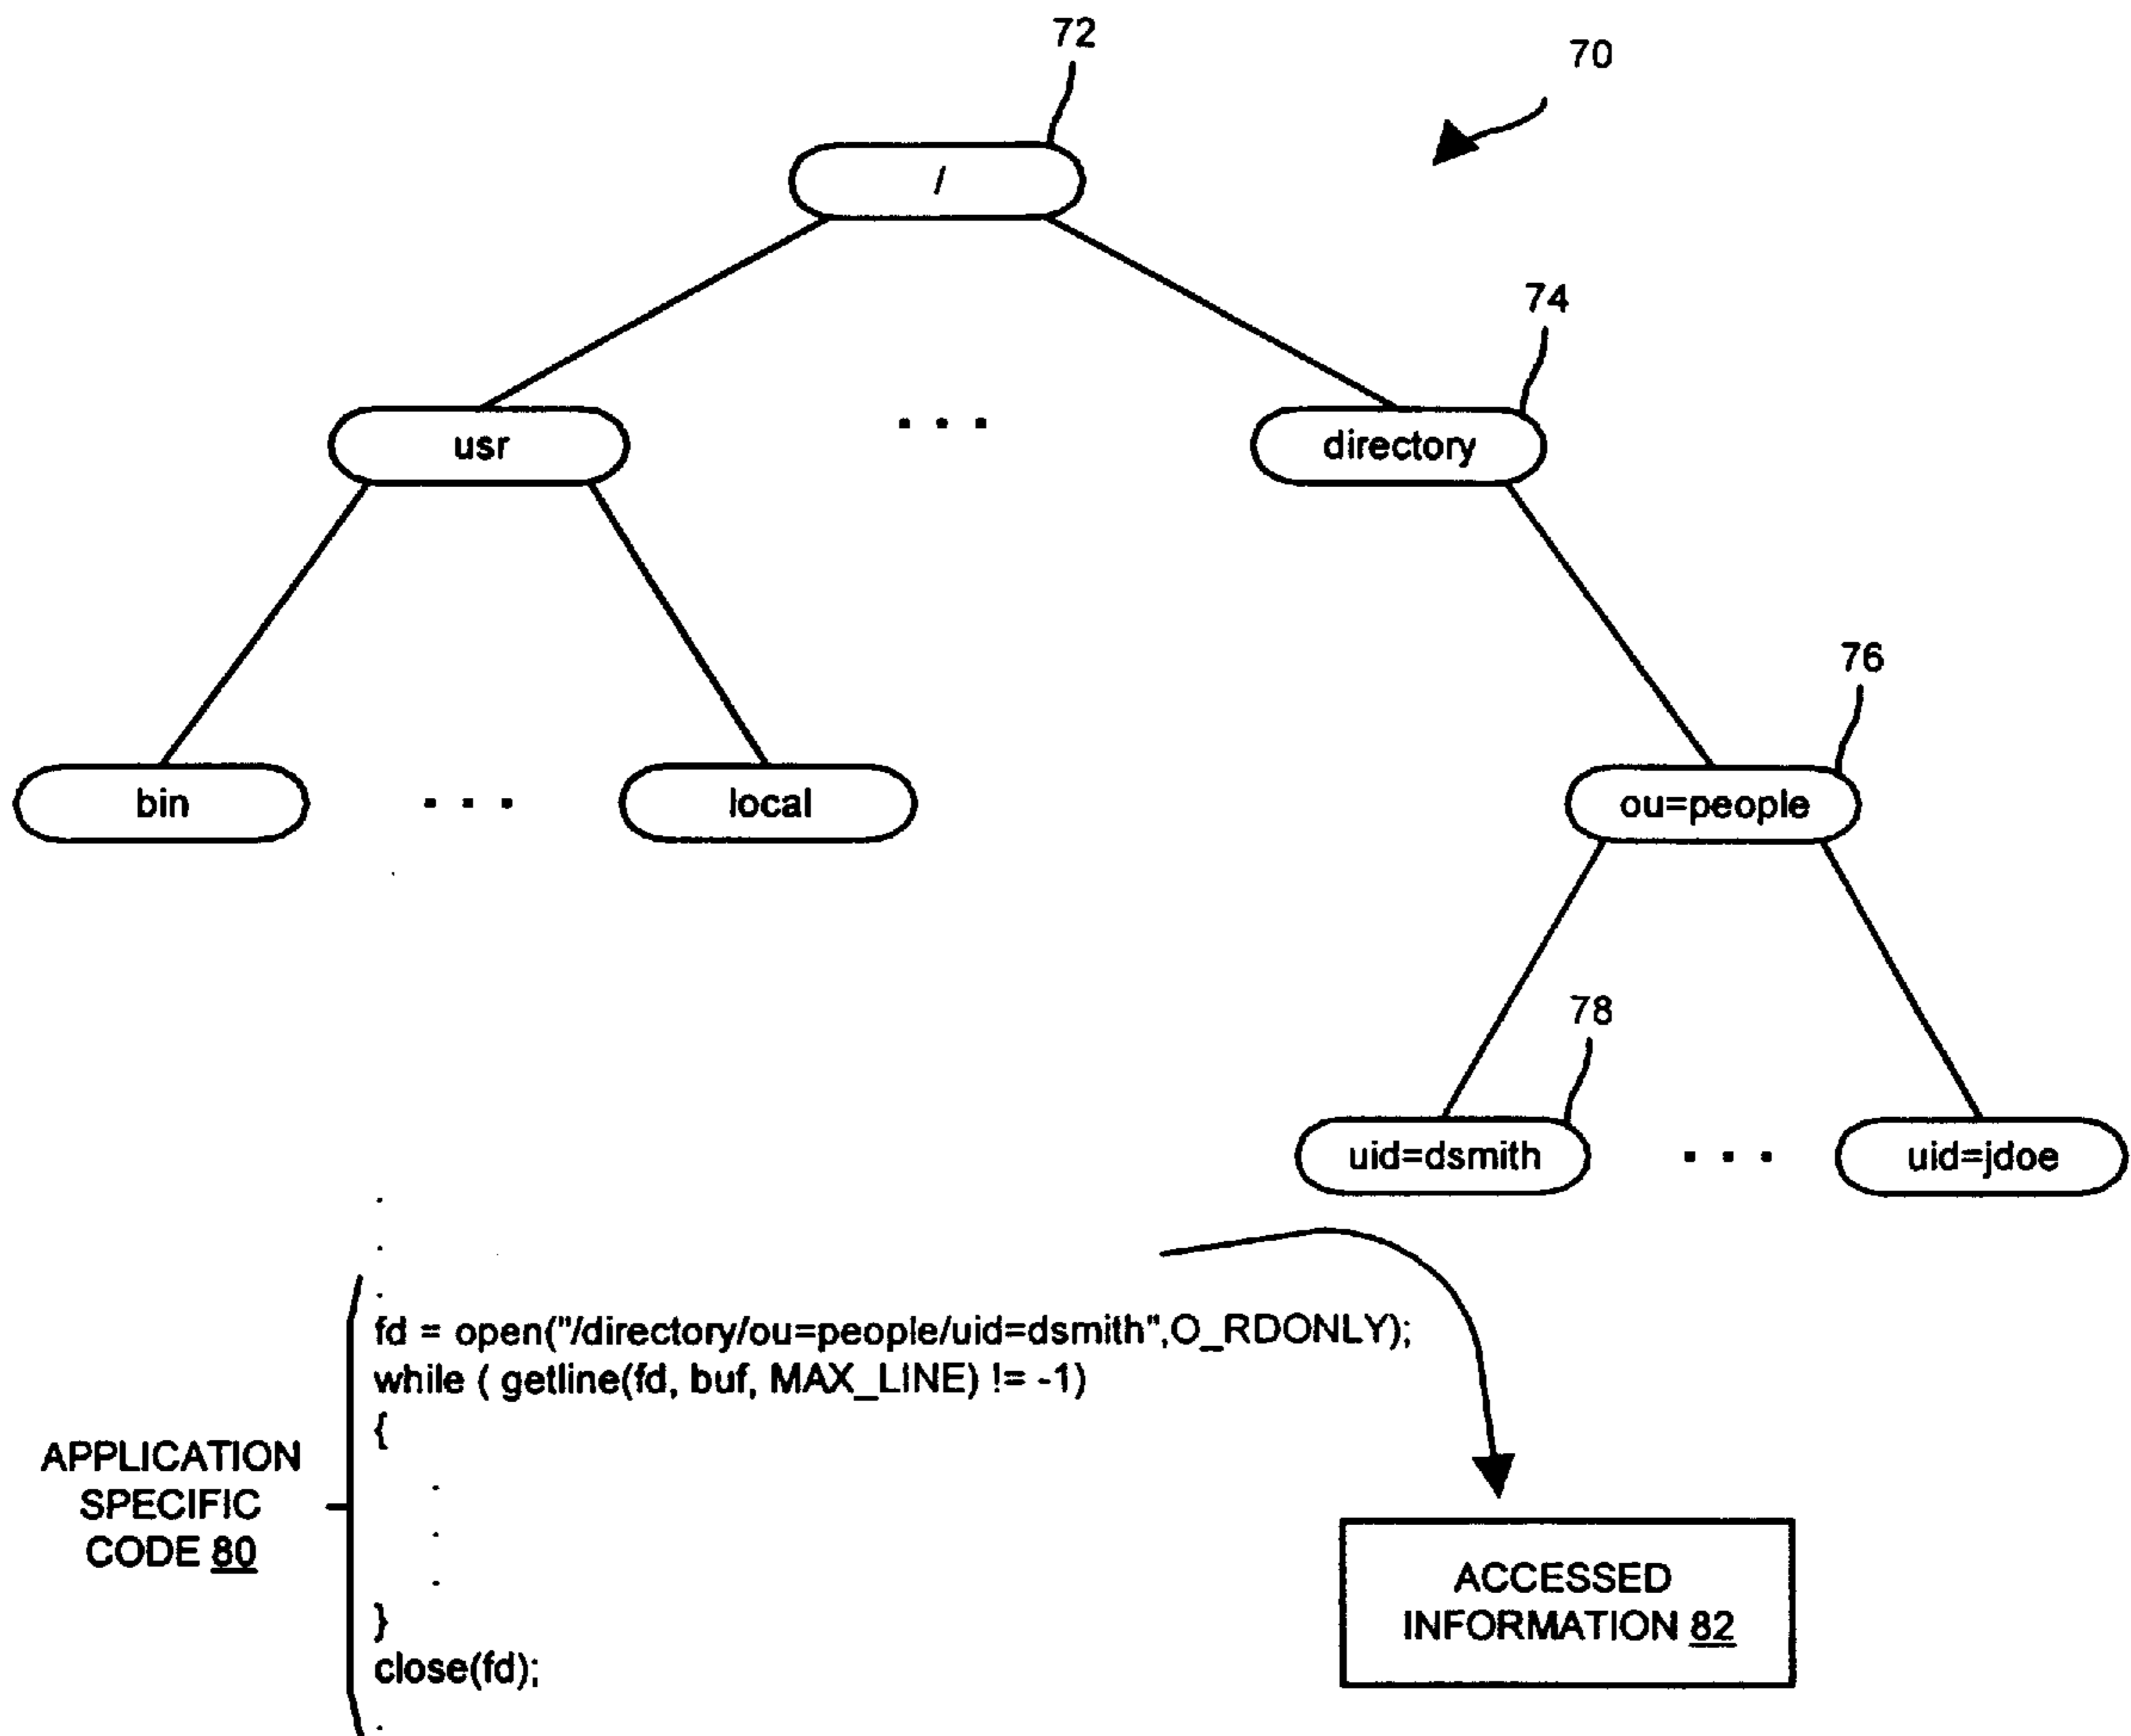 72
70
/
74
usr
. . .
directory
76
bin
. . .
local
ou=people
78
uid=dsmith
. . .
uid=jdoe
.
.
.
fd = open("/directory/ou=people/uid=dsmith",O_RDONLY);
while ( getline(fd, buf, MAX_LINE) != -1)
{
.
.
.
}
close(fd);
.
APPLICATION
SPECIFIC
CODE 80
ACCESSED
INFORMATION 82